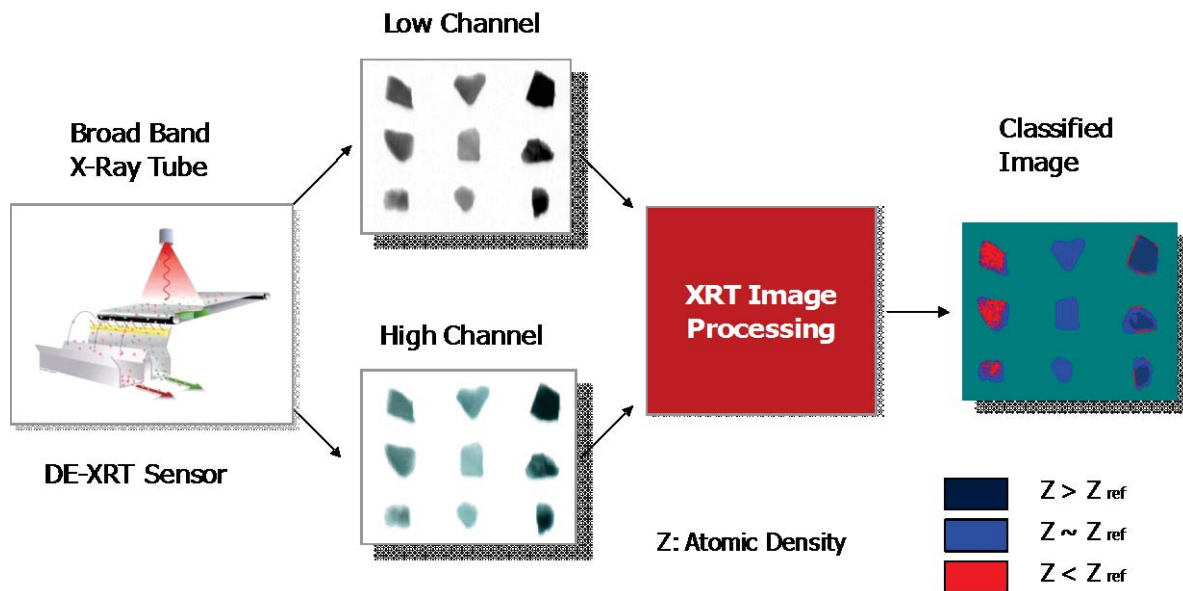 Low Channel
Broad Band
X-Ray Tube
Classified
Image
XRT Image
Processing
High Channel
DE-XRT Sensor
Z: Atomic Density
Z > Z ref
Z ~ Z ref
Z < Z ref